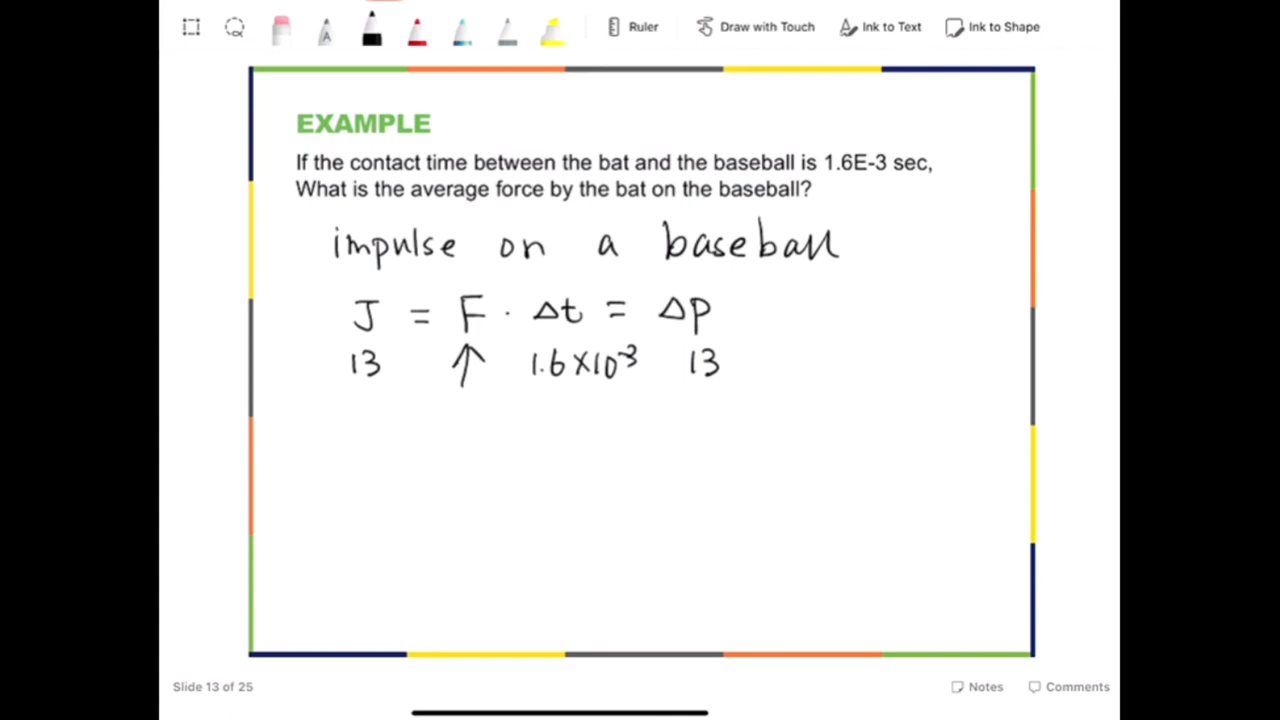 A Ruler Draw with Touch Ink to Text Ink to Shape
EXAMPLE
If the contact time between the bat and the baseball is 1.6E-3 sec,
What is the average force by the bat on the baseball?
impulse on a baseball
J = F · Δt = Δp
13 ↑ 1.6×10⁻³ 13
Slide 13 of 25 Notes Comments